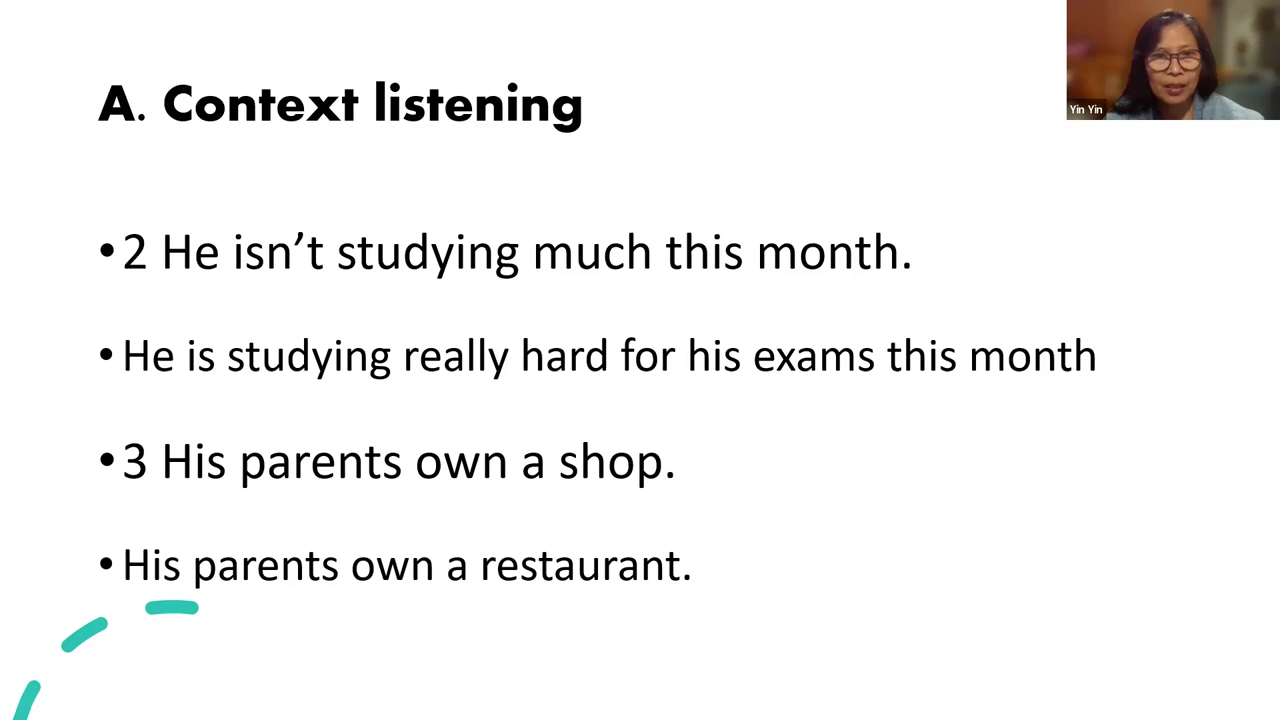 A. Context listening
Yin Yin
•2 He isn’t studying much this month.
•He is studying really hard for his exams this month
•3 His parents own a shop.
•His parents own a restaurant.